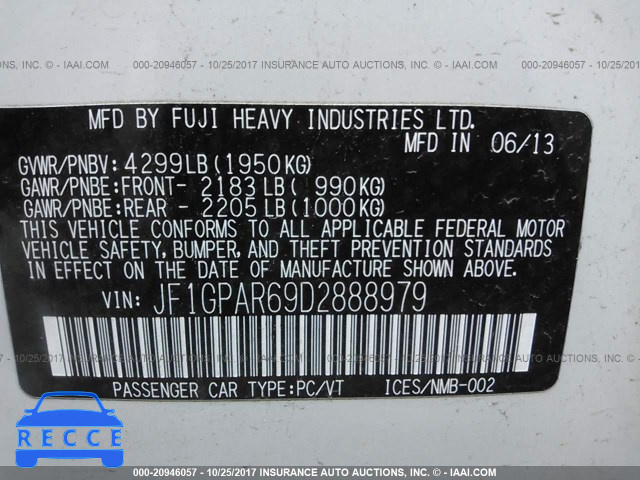 000-20946057 - 10/25/2017 INSURANCE AUTO AUCTIONS, INC. - © IAAI.COM
MFD BY FUJI HEAVY INDUSTRIES LTD.
MFD IN 06/13
GVWR/PNBV: 4299LB(1950KG)
GAWR/PNBE:FRONT- 2183LB( 990KG)
GAWR/PNBE:REAR - 2205LB(1000KG)
THIS VEHICLE CONFORMS TO ALL APPLICABLE FEDERAL MOTOR
VEHICLE SAFETY, BUMPER, AND THEFT PREVENTION STANDARDS
IN EFFECT ON THE DATE OF MANUFACTURE SHOWN ABOVE.
VIN: JF1GPAR69D2888979
PASSENGER CAR TYPE:PC/VT ICES/NMB-002
RECCE
000-20946057 - 10/25/2017 INSURANCE AUTO AUCTIONS, INC. - © IAAI.COM